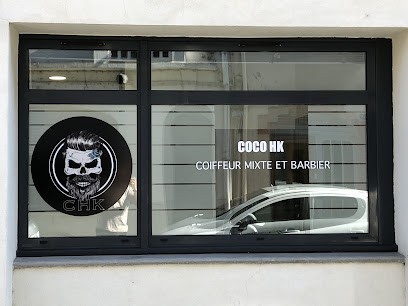 CHK
COCO HK
COIFFEUR MIXTE ET BARBIER